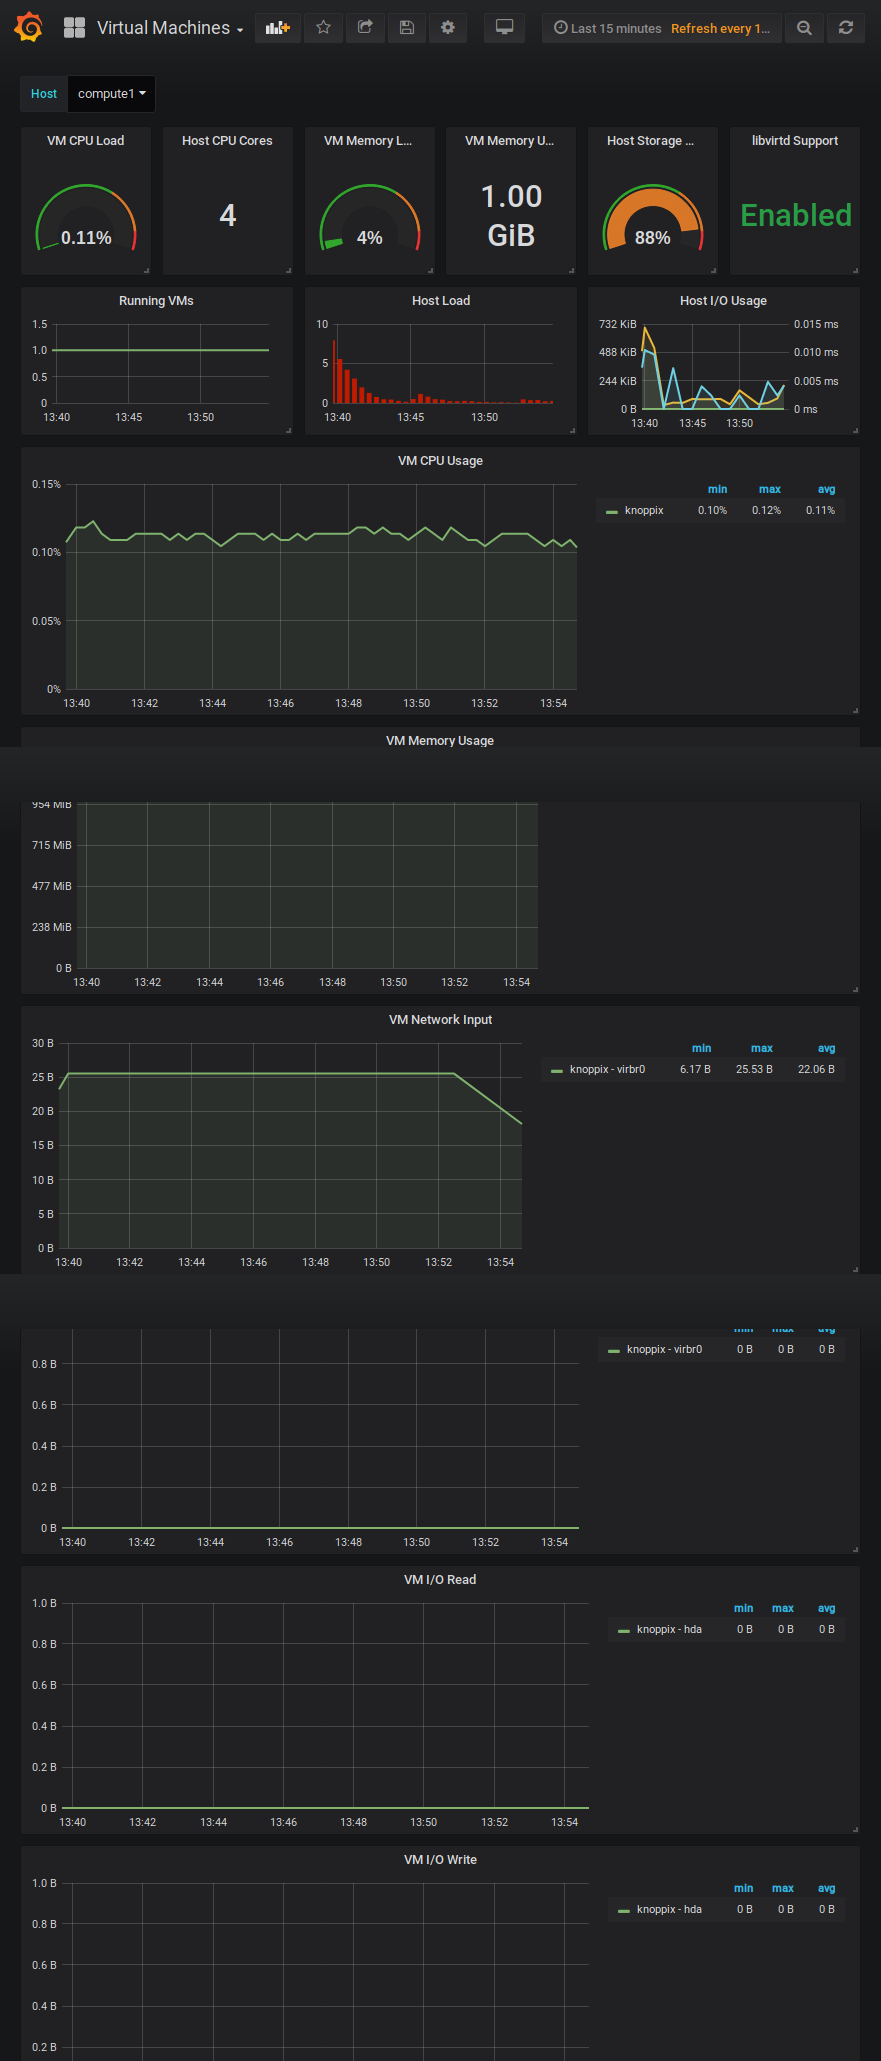 Virtual Machines
Last 15 minutes Refresh every 1...
Host compute1
VM CPU Load
0.11%
Host CPU Cores
4
VM Memory L...
4%
VM Memory U...
1.00
GiB
Host Storage ...
88%
libvirtd Support
Enabled
Running VMs
1.5
1.0
0.5
0
13:40 13:45 13:50
Host Load
10
5
0
13:40 13:45 13:50
Host I/O Usage
732 KiB 0.015 ms
488 KiB 0.010 ms
244 KiB 0.005 ms
0 B 0 ms
13:40 13:45 13:50
VM CPU Usage
0.15%
0.10%
0.05%
0%
13:40 13:42 13:44 13:46 13:48 13:50 13:52 13:54
min max avg
knoppix 0.10% 0.12% 0.11%
VM Memory Usage
954 MiB
715 MiB
477 MiB
238 MiB
0 B
13:40 13:42 13:44 13:46 13:48 13:50 13:52 13:54
VM Network Input
30 B
25 B
20 B
15 B
10 B
5 B
0 B
13:40 13:42 13:44 13:46 13:48 13:50 13:52 13:54
min max avg
knoppix - virbr0 6.17 B 25.53 B 22.06 B
min max avg
knoppix - virbr0 0 B 0 B 0 B
0.8 B
0.6 B
0.4 B
0.2 B
0 B
13:40 13:42 13:44 13:46 13:48 13:50 13:52 13:54
VM I/O Read
1.0 B
0.8 B
0.6 B
0.4 B
0.2 B
0 B
13:40 13:42 13:44 13:46 13:48 13:50 13:52 13:54
min max avg
knoppix - hda 0 B 0 B 0 B
VM I/O Write
1.0 B
0.8 B
0.6 B
0.4 B
0.2 B
min max avg
knoppix - hda 0 B 0 B 0 B